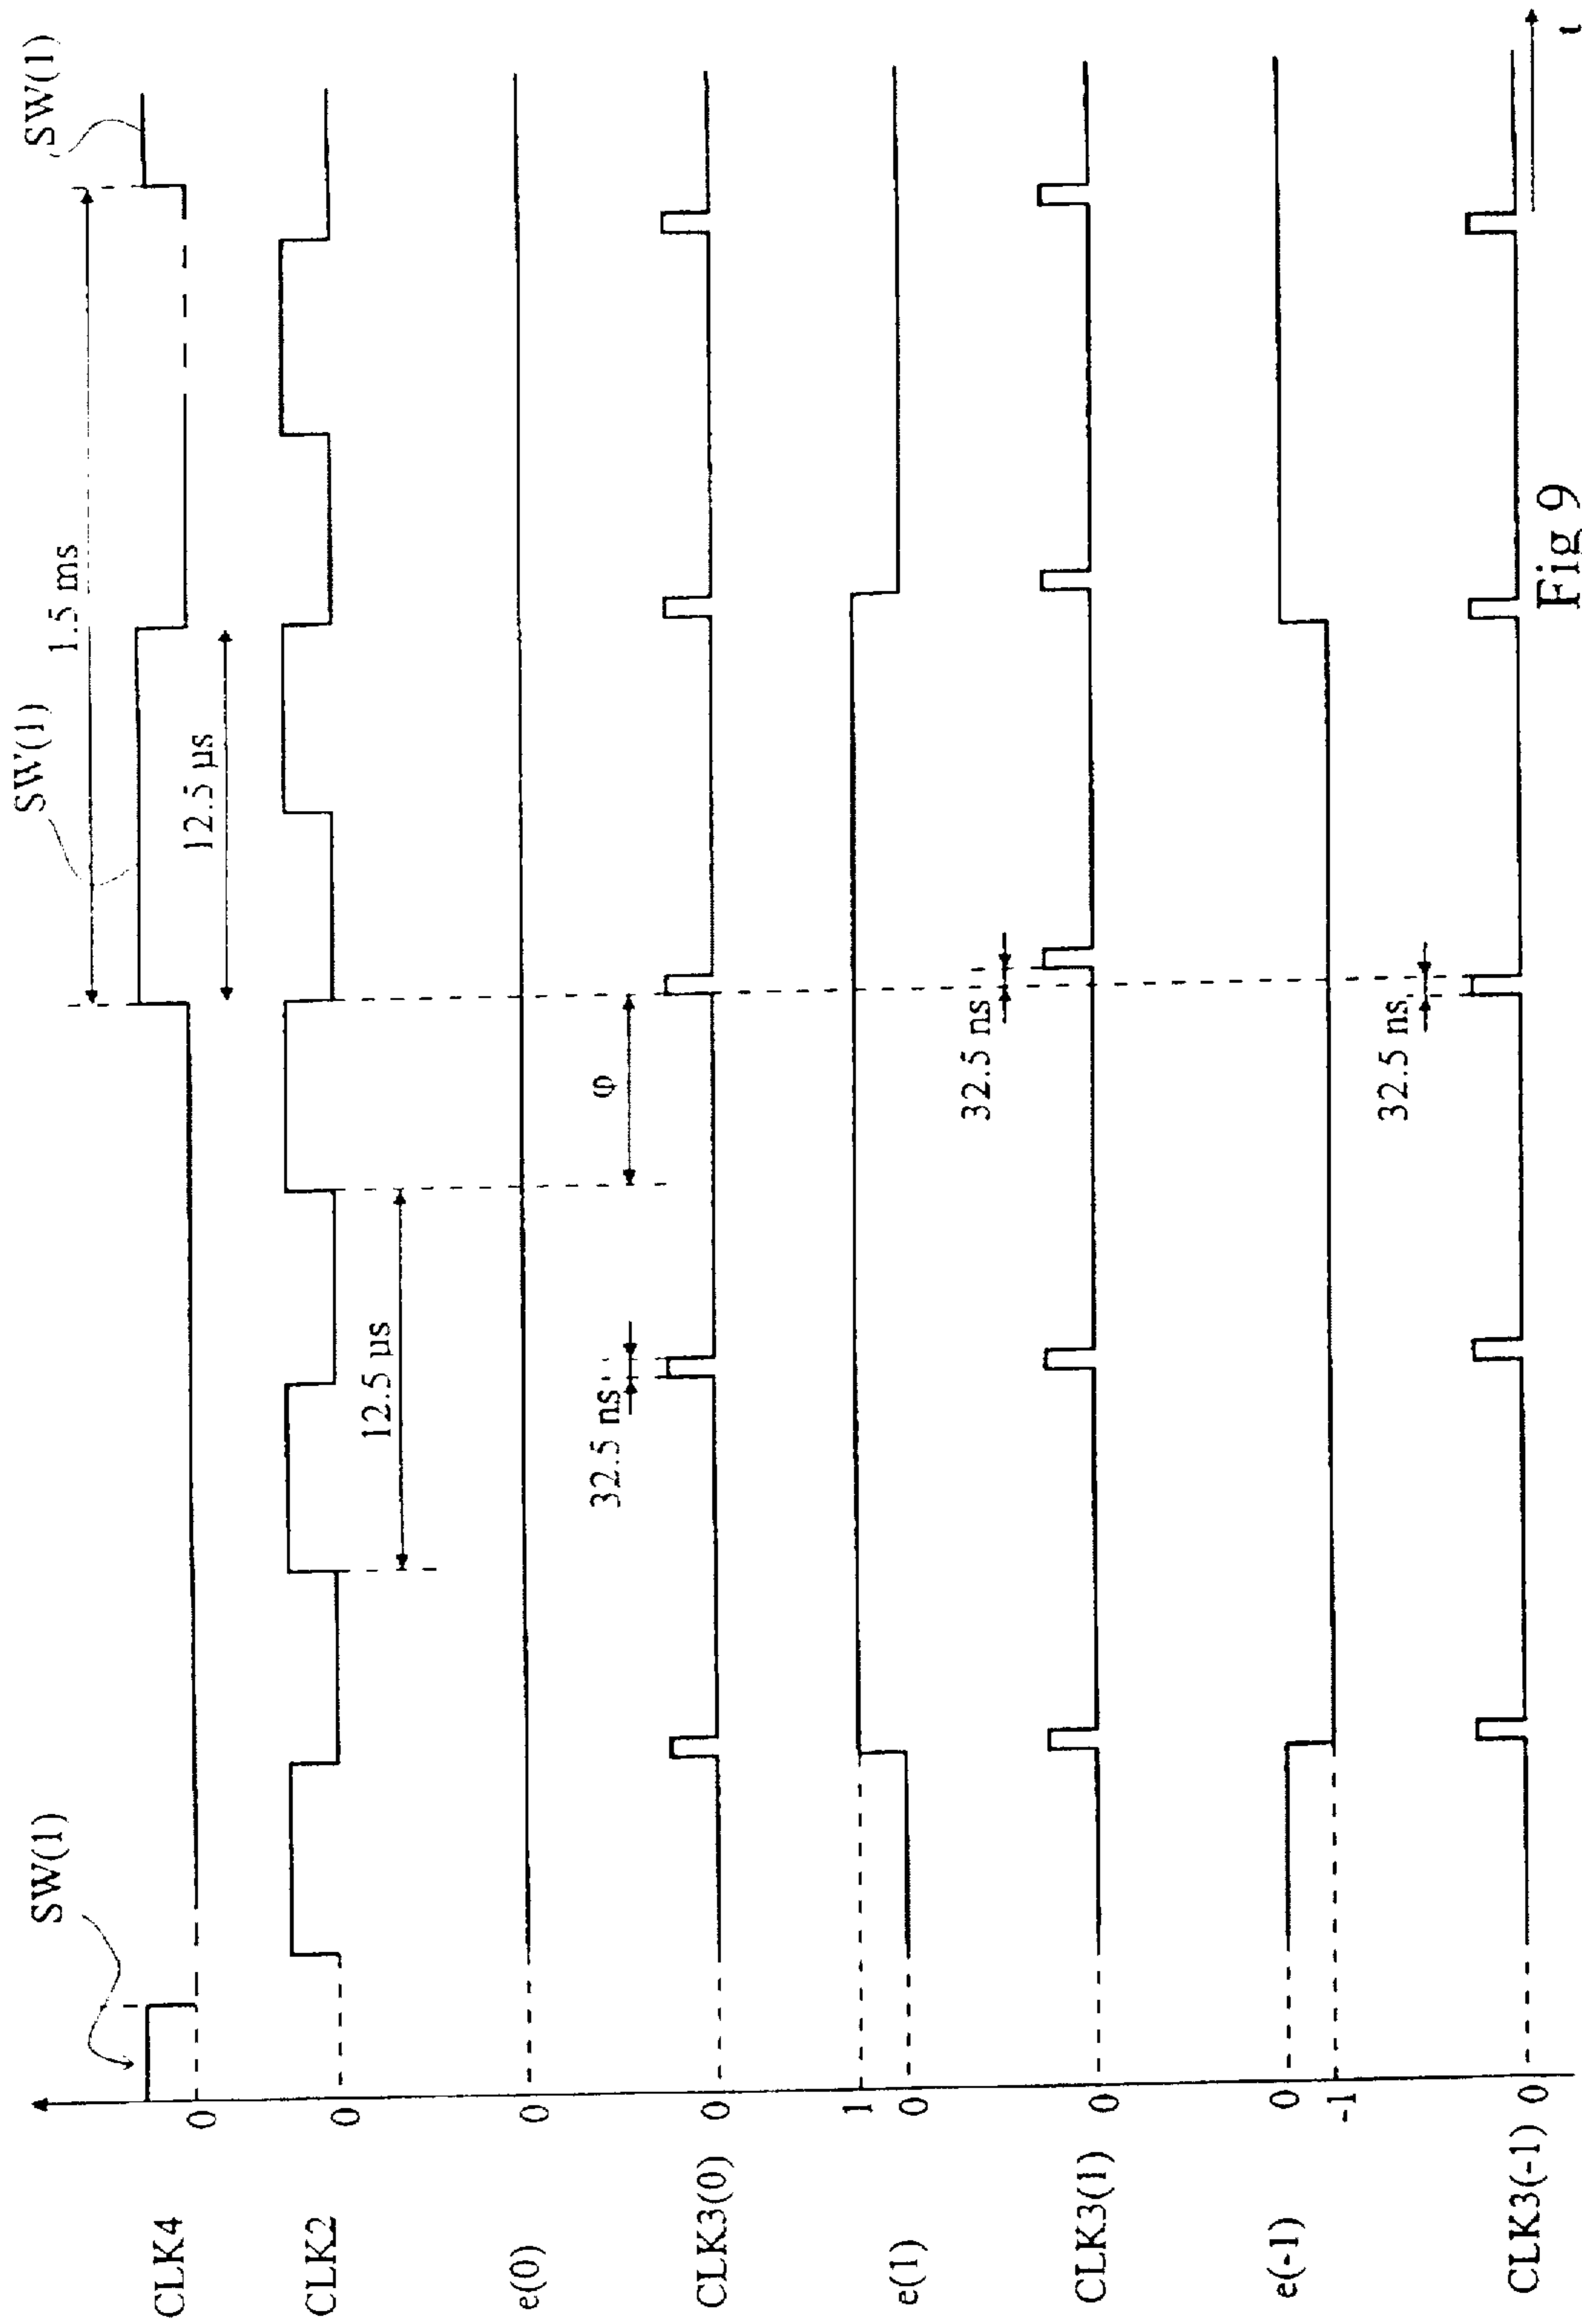 SW(1)
SW(1)
SW(1)
1.5 ms
CLK4
0
12.5 µs
CLK2
0
12.5 µs
e(0)
0
φ
CLK3(0)
0
32.5 ns
e(1)
1
0
32.5 ns
CLK3(1)
0
e(-1)
0
-1
32.5 ns
CLK3(-1)
0
t
Fig 9